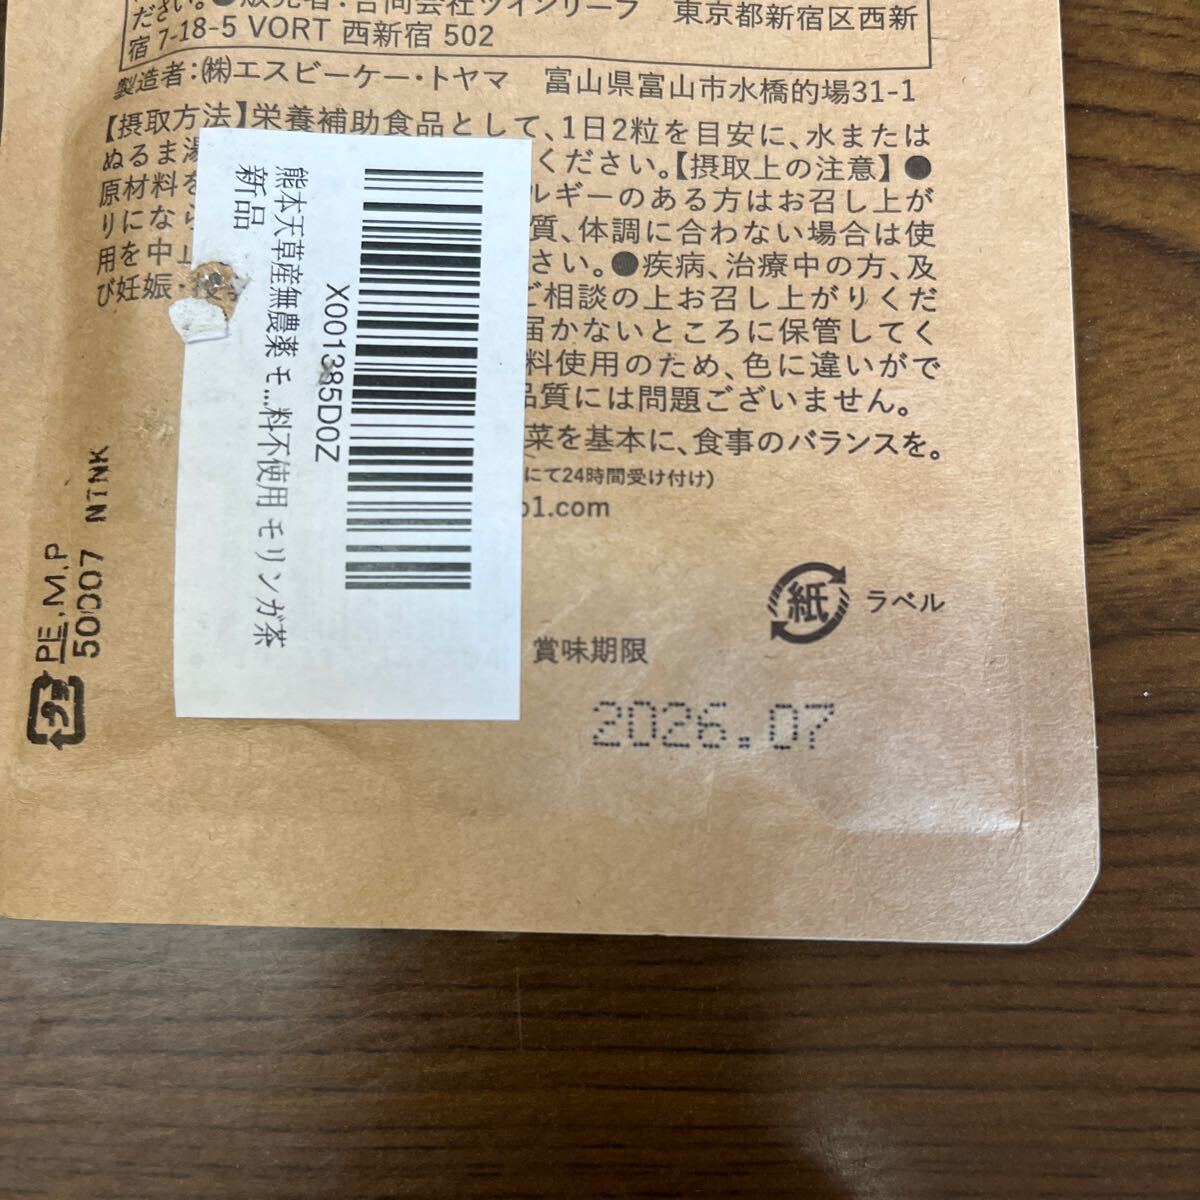 ださい。●販売者：合同会社ツインリーフ　東京都新宿区西新
宿 7-18-5 VORT 西新宿 502
製造者：㈱エスビーケー・トヤマ　富山県富山市水橋的場31-1
【摂取方法】栄養補助食品として、1日2粒を目安に、水または
ぬるま湯 ください。【摂取上の注意】●
原材料を ルギーのある方はお召し上が
りになら 質、体調に合わない場合は使
用を中止 さい。●疾病、治療中の方、及
び妊娠・ ご相談の上お召し上がりくだ
届かないところに保管してく
料使用のため、色に違いがで
品質には問題ございません。
菜を基本に、食事のバランスを。
にて24時間受け付け)
1.com
X001385D0Z
熊本天草産無農薬 モ...料不使用 モリンガ茶
新品
PE,M,P
50007 NTNK
プラ
紙 ラベル
賞味期限
2026.07